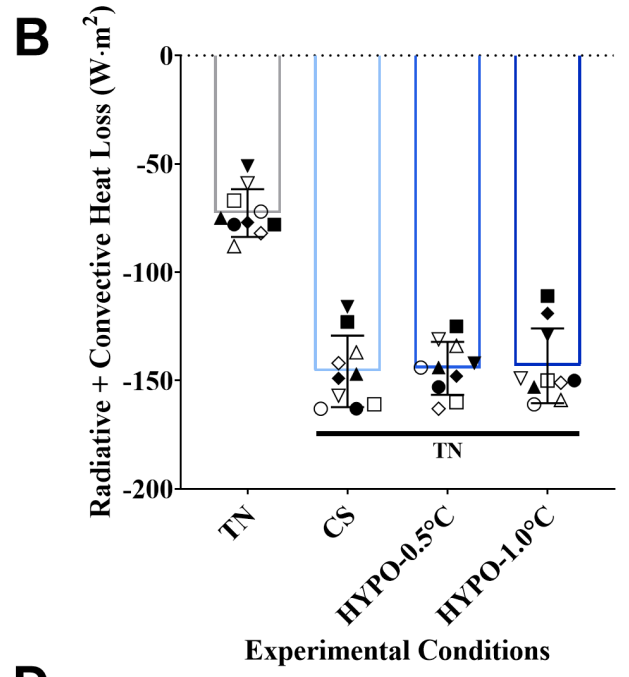 B
Radiative + Convective Heat Loss (W·m²)
0
-50
-100
-150
-200
TN
TN
CS
HYPO-0.5°C
HYPO-1.0°C
Experimental Conditions